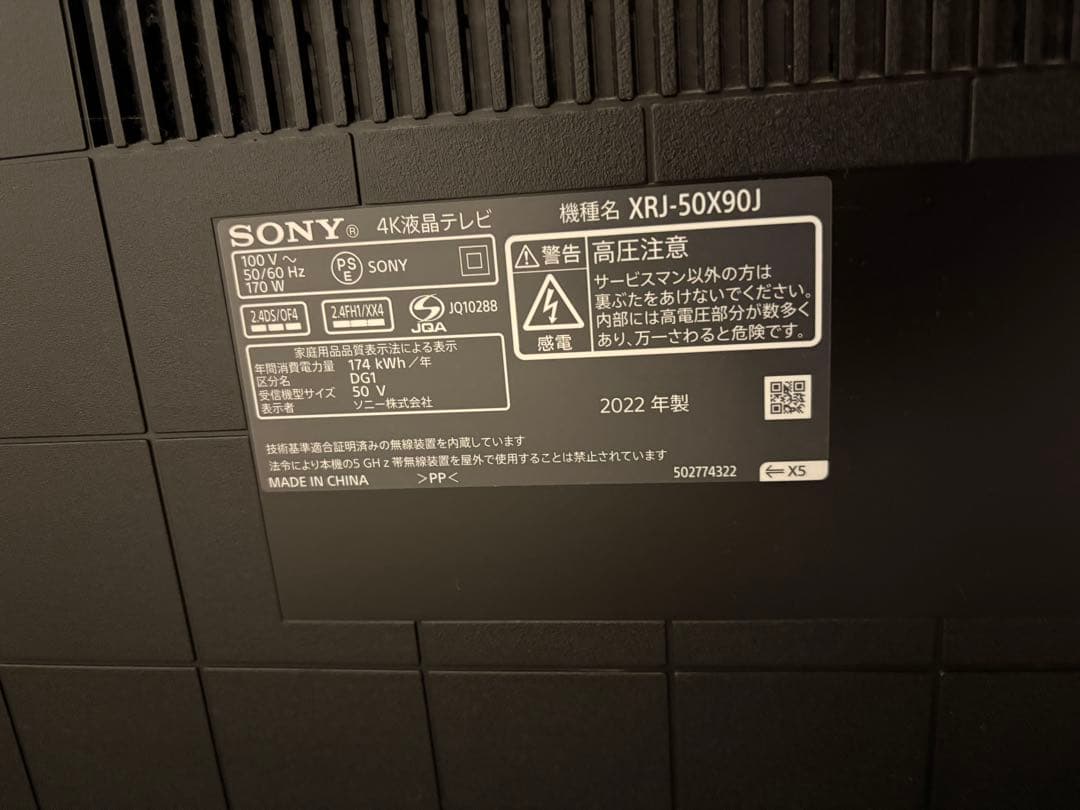 SONY® 4K液晶テレビ 機種名 XRJ-50X90J
100 V ～
50/60 Hz
170 W
PS
E
SONY
2.4DS/OF4
2.4FH1/XX4
JQA
JQ10288
家庭用品品質表示法による表示
年間消費電力量 174 kWh／年
区分名 DG1
受信機型サイズ 50 V
表示者 ソニー株式会社
警告
感電
高圧注意
サービスマン以外の方は
裏ぶたをあけないでください。
内部には高電圧部分が数多く
あり、万一さわると危険です。
2022 年製
技術基準適合証明済みの無線装置を内蔵しています
法令により本機の5 GHz帯無線装置を屋外で使用することは禁止されています
MADE IN CHINA >PP< 502774322 ⇐ X5